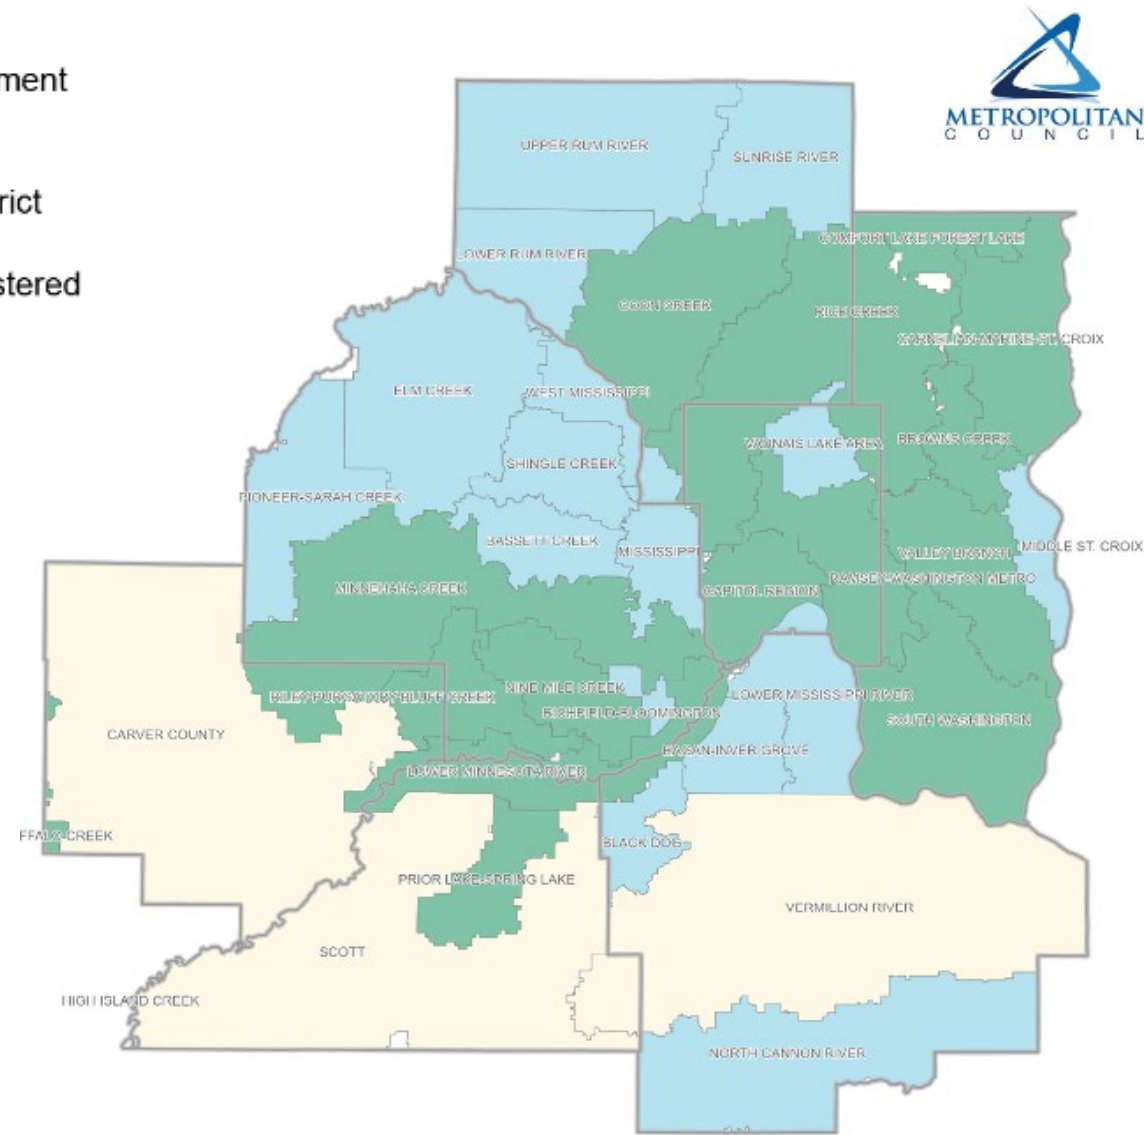 ment
METROPOLITAN
COUNCIL
UPPER RUM RIVER
SUNRISE RIVER
rict
COMFORT LAKE FOREST LAKE
LOWER RUM RIVER
stered
COON CREEK
RICE CREEK
CARNELIAN-MARINE-ST. CROIX
ELM CREEK
WEST MISSISSIPPI
VADNAIS LAKE AREA
BROWNS CREEK
SHINGLE CREEK
PIONEER-SARAH CREEK
BASSETT CREEK
MISSISSIPPI
MIDDLE ST. CROIX
VALLEY BRANCH
RAMSEY-WASHINGTON METRO
MINNEHAHA CREEK
CAPITOL REGION
NINE MILE CREEK
RILEY-PURGATORY-BLUFF CREEK
LOWER MISSISSIPPI RIVER
RICHFIELD-BLOOMINGTON
SOUTH WASHINGTON
CARVER COUNTY
EAGAN-INVER GROVE
LOWER MINNESOTA RIVER
FFALO CREEK
BLACK DOG
PRIOR LAKE-SPRING LAKE
VERMILLION RIVER
SCOTT
HIGH ISLAND CREEK
NORTH CANNON RIVER